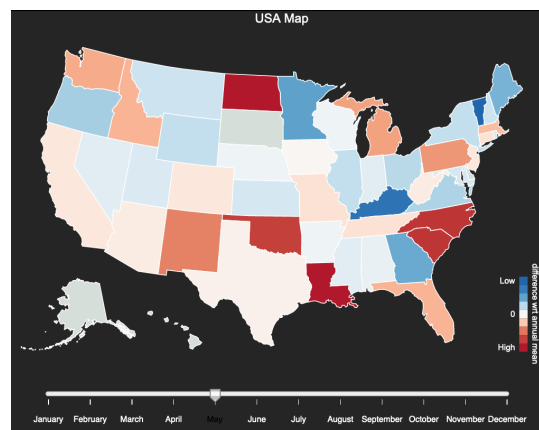 USA Map
Low
0
High
difference wrt annual mean
January February March April May June July August September October November December